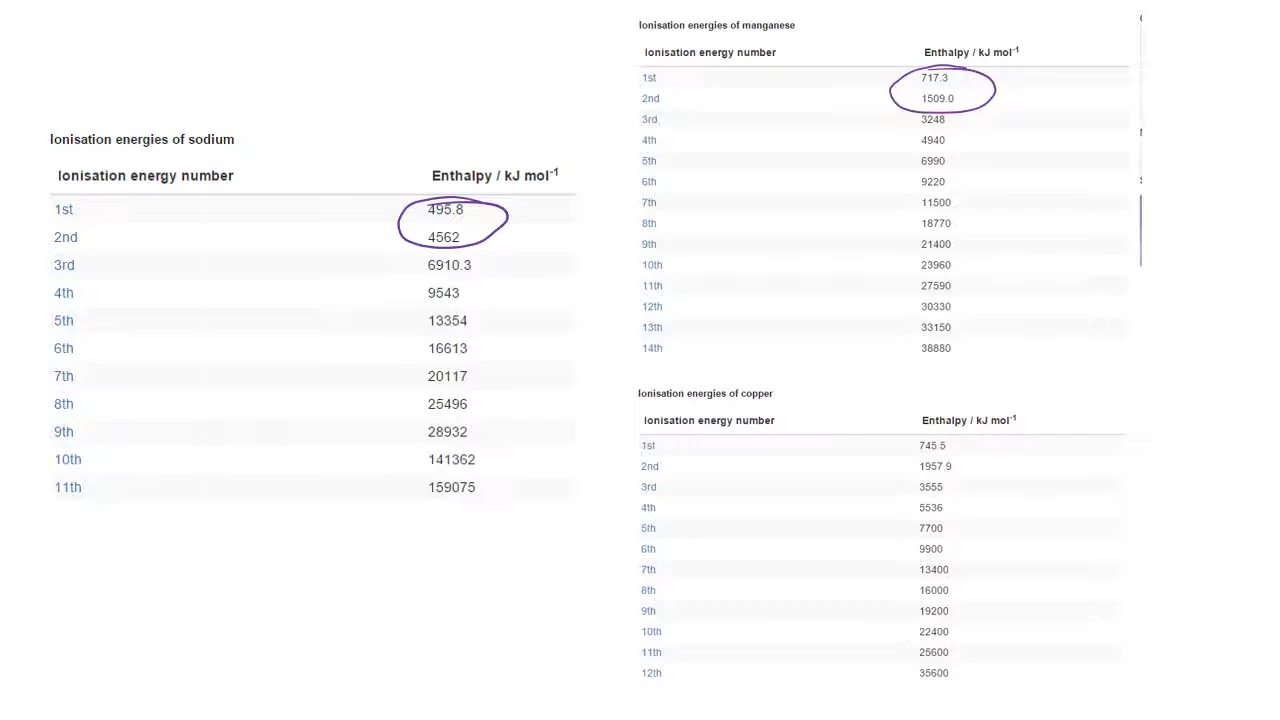 Ionisation energies of sodium
Ionisation energy number Enthalpy / kJ mol-1
1st 495.8
2nd 4562
3rd 6910.3
4th 9543
5th 13354
6th 16613
7th 20117
8th 25496
9th 28932
10th 141362
11th 159075
Ionisation energies of manganese
Ionisation energy number Enthalpy / kJ mol-1
1st 717.3
2nd 1509.0
3rd 3248
4th 4940
5th 6990
6th 9220
7th 11500
8th 18770
9th 21400
10th 23960
11th 27590
12th 30330
13th 33150
14th 38880
Ionisation energies of copper
Ionisation energy number Enthalpy / kJ mol-1
1st 745.5
2nd 1957.9
3rd 3555
4th 5536
5th 7700
6th 9900
7th 13400
8th 16000
9th 19200
10th 22400
11th 25600
12th 35600